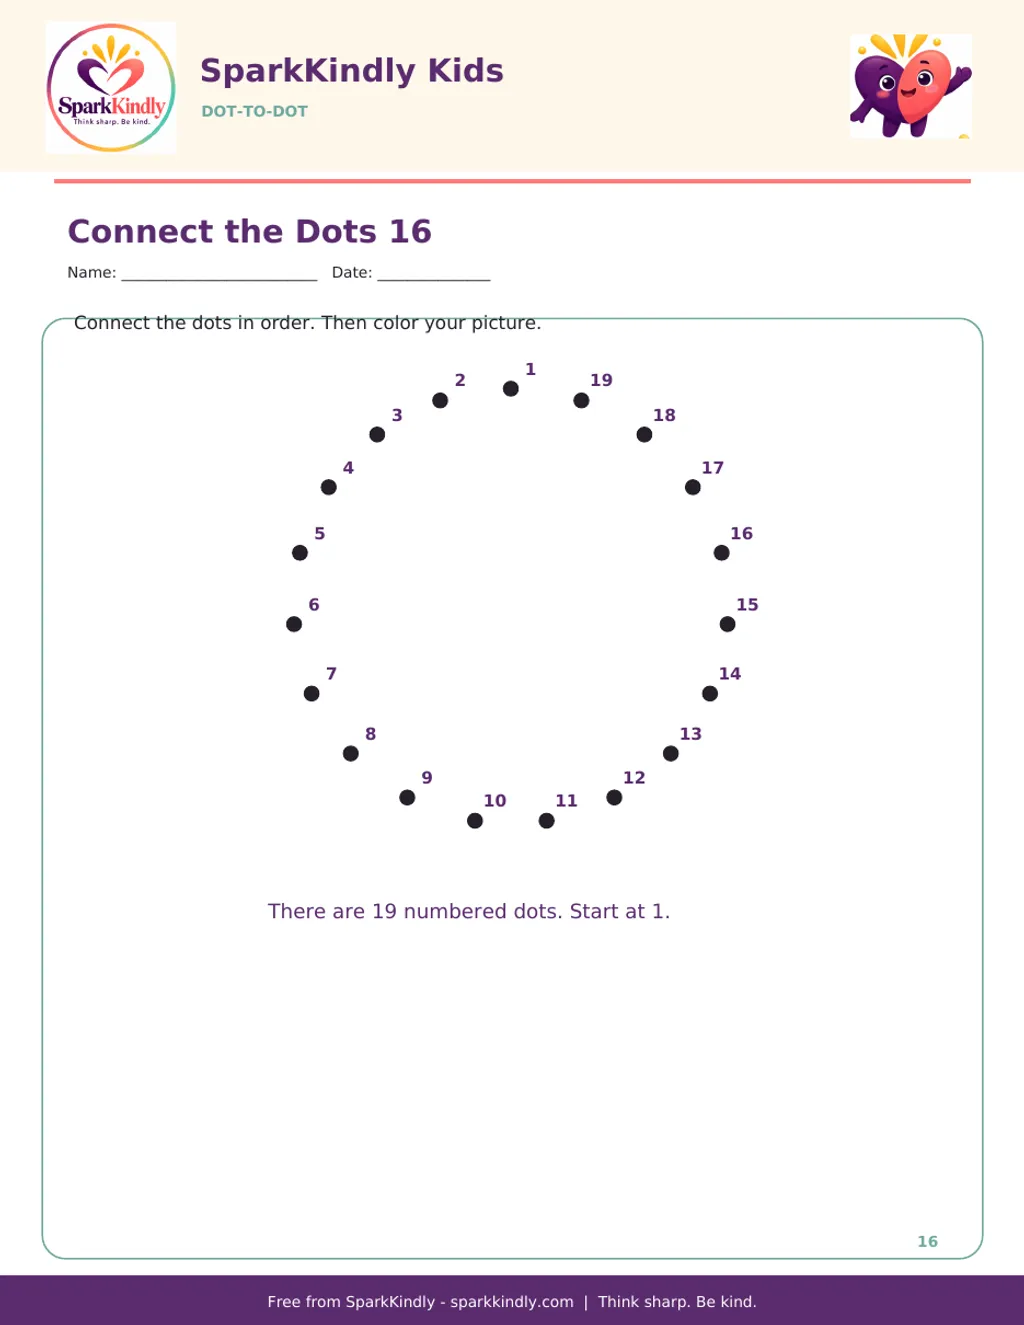 SparkKindly
Think sharp. Be kind.
SparkKindly Kids
DOT-TO-DOT
Connect the Dots 16
Name: __________________________ Date: _______________
Connect the dots in order. Then color your picture.
1
2
19
3
18
4
17
5
16
6
15
7
14
8
13
9
12
10
11
There are 19 numbered dots. Start at 1.
16
Free from SparkKindly - sparkkindly.com | Think sharp. Be kind.